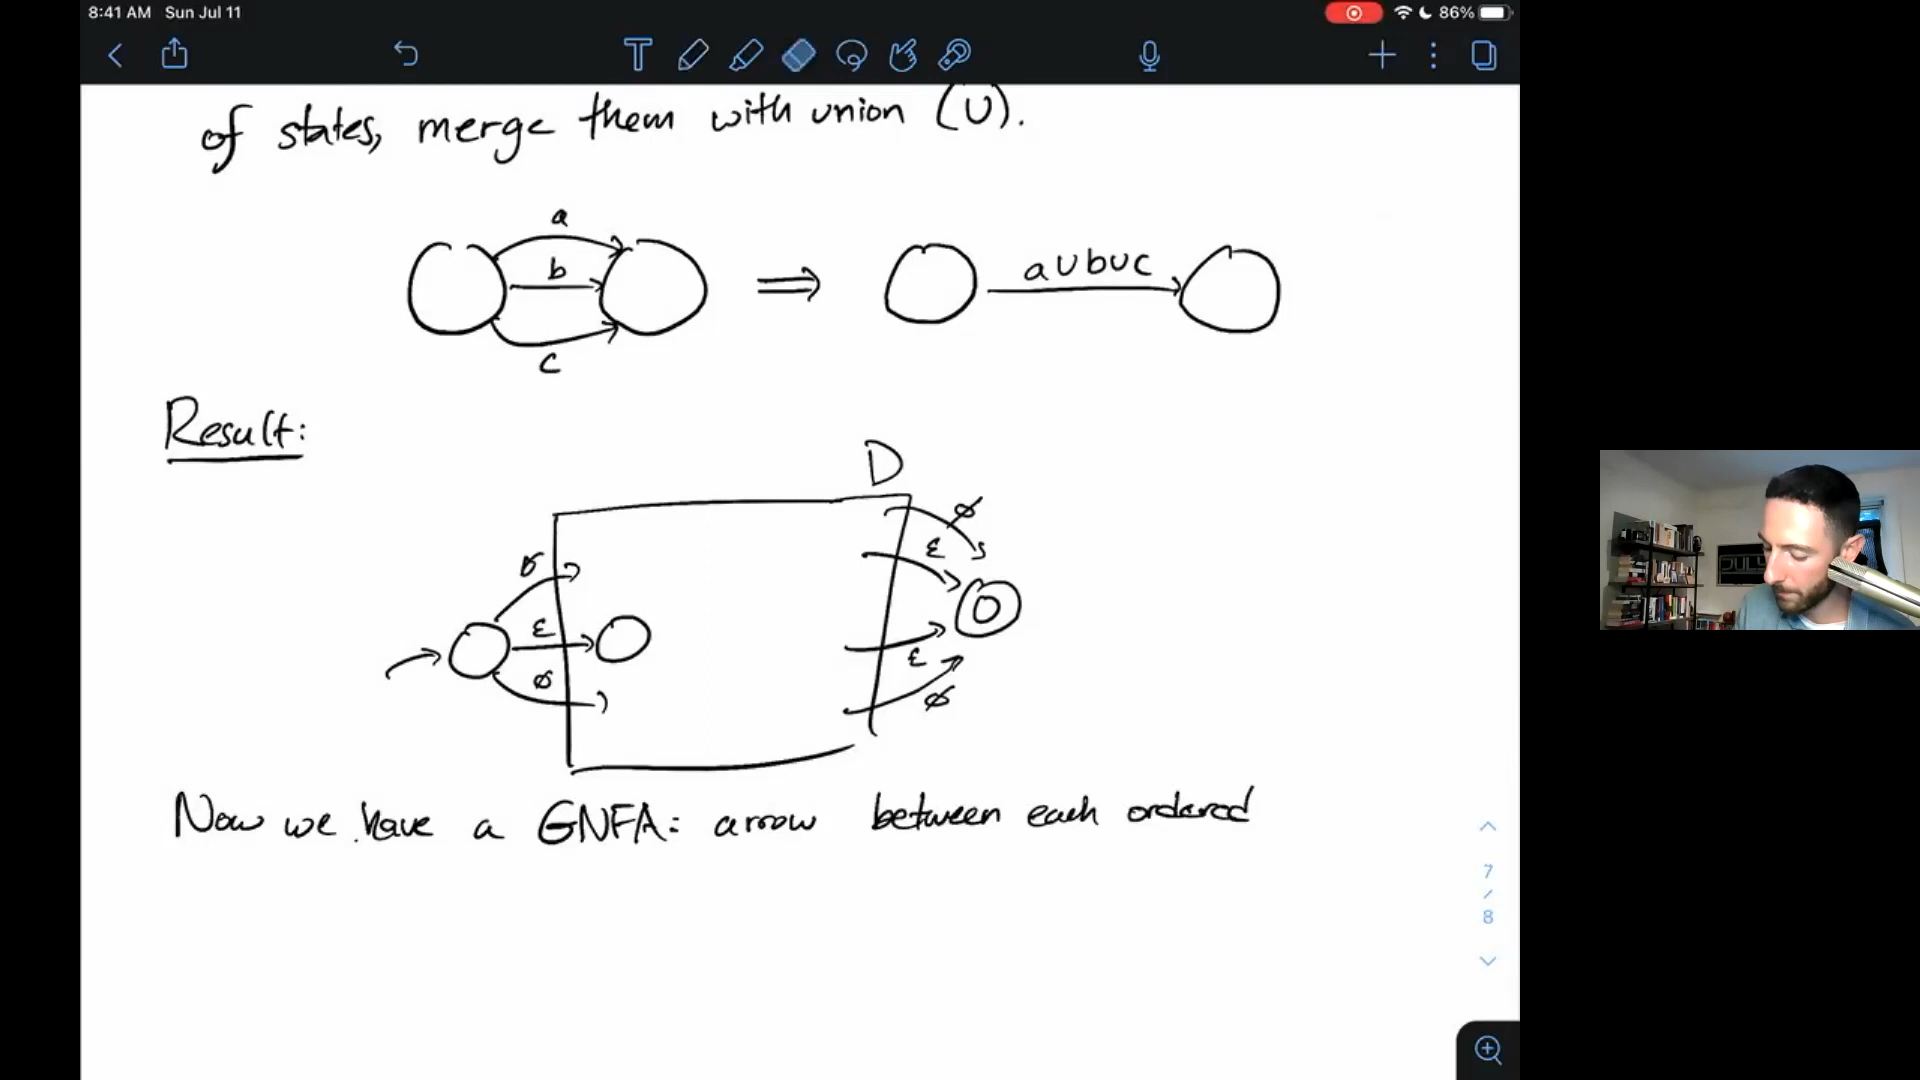 8:41 AM Sun Jul 11
86%
of states, merge them with union (∪).
a
b
c
⇒
a∪b∪c
Result:
D
ø
ε
ø
ε
ε
ø
ε
ø
Now we have a GNFA: arrow between each ordered
7
/
8